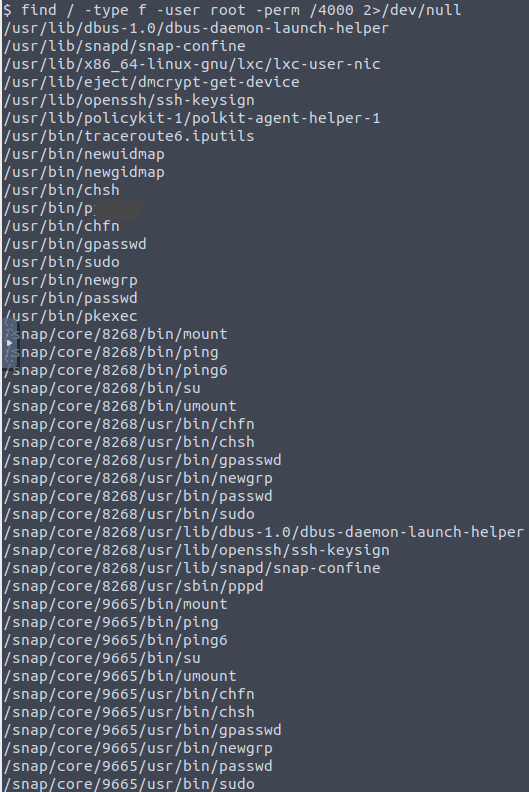 $ find / -type f -user root -perm /4000 2>/dev/null
/usr/lib/dbus-1.0/dbus-daemon-launch-helper
/usr/lib/snapd/snap-confine
/usr/lib/x86_64-linux-gnu/lxc/lxc-user-nic
/usr/lib/eject/dmcrypt-get-device
/usr/lib/openssh/ssh-keysign
/usr/lib/policykit-1/polkit-agent-helper-1
/usr/bin/traceroute6.iputils
/usr/bin/newuidmap
/usr/bin/newgidmap
/usr/bin/chsh
/usr/bin/p
/usr/bin/chfn
/usr/bin/gpasswd
/usr/bin/sudo
/usr/bin/newgrp
/usr/bin/passwd
/usr/bin/pkexec
/snap/core/8268/bin/mount
/snap/core/8268/bin/ping
/snap/core/8268/bin/ping6
/snap/core/8268/bin/su
/snap/core/8268/bin/umount
/snap/core/8268/usr/bin/chfn
/snap/core/8268/usr/bin/chsh
/snap/core/8268/usr/bin/gpasswd
/snap/core/8268/usr/bin/newgrp
/snap/core/8268/usr/bin/passwd
/snap/core/8268/usr/bin/sudo
/snap/core/8268/usr/lib/dbus-1.0/dbus-daemon-launch-helper
/snap/core/8268/usr/lib/openssh/ssh-keysign
/snap/core/8268/usr/lib/snapd/snap-confine
/snap/core/8268/usr/sbin/pppd
/snap/core/9665/bin/mount
/snap/core/9665/bin/ping
/snap/core/9665/bin/ping6
/snap/core/9665/bin/su
/snap/core/9665/bin/umount
/snap/core/9665/usr/bin/chfn
/snap/core/9665/usr/bin/chsh
/snap/core/9665/usr/bin/gpasswd
/snap/core/9665/usr/bin/newgrp
/snap/core/9665/usr/bin/passwd
/snap/core/9665/usr/bin/sudo